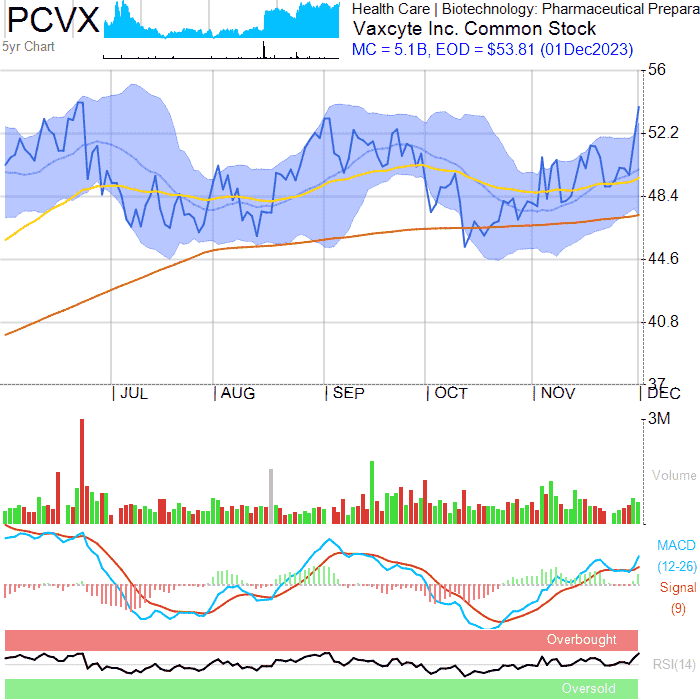 PCVX
5yr Chart
Health Care | Biotechnology: Pharmaceutical Prepara
Vaxcyte Inc. Common Stock
MC = 5.1B, EOD = $53.81 (01Dec2023)
56
52.2
48.4
44.6
40.8
37
JUL
AUG
SEP
OCT
NOV
DEC
3M
Volume
MACD
(12-26)
Signal
(9)
Overbought
RSI(14)
Oversold